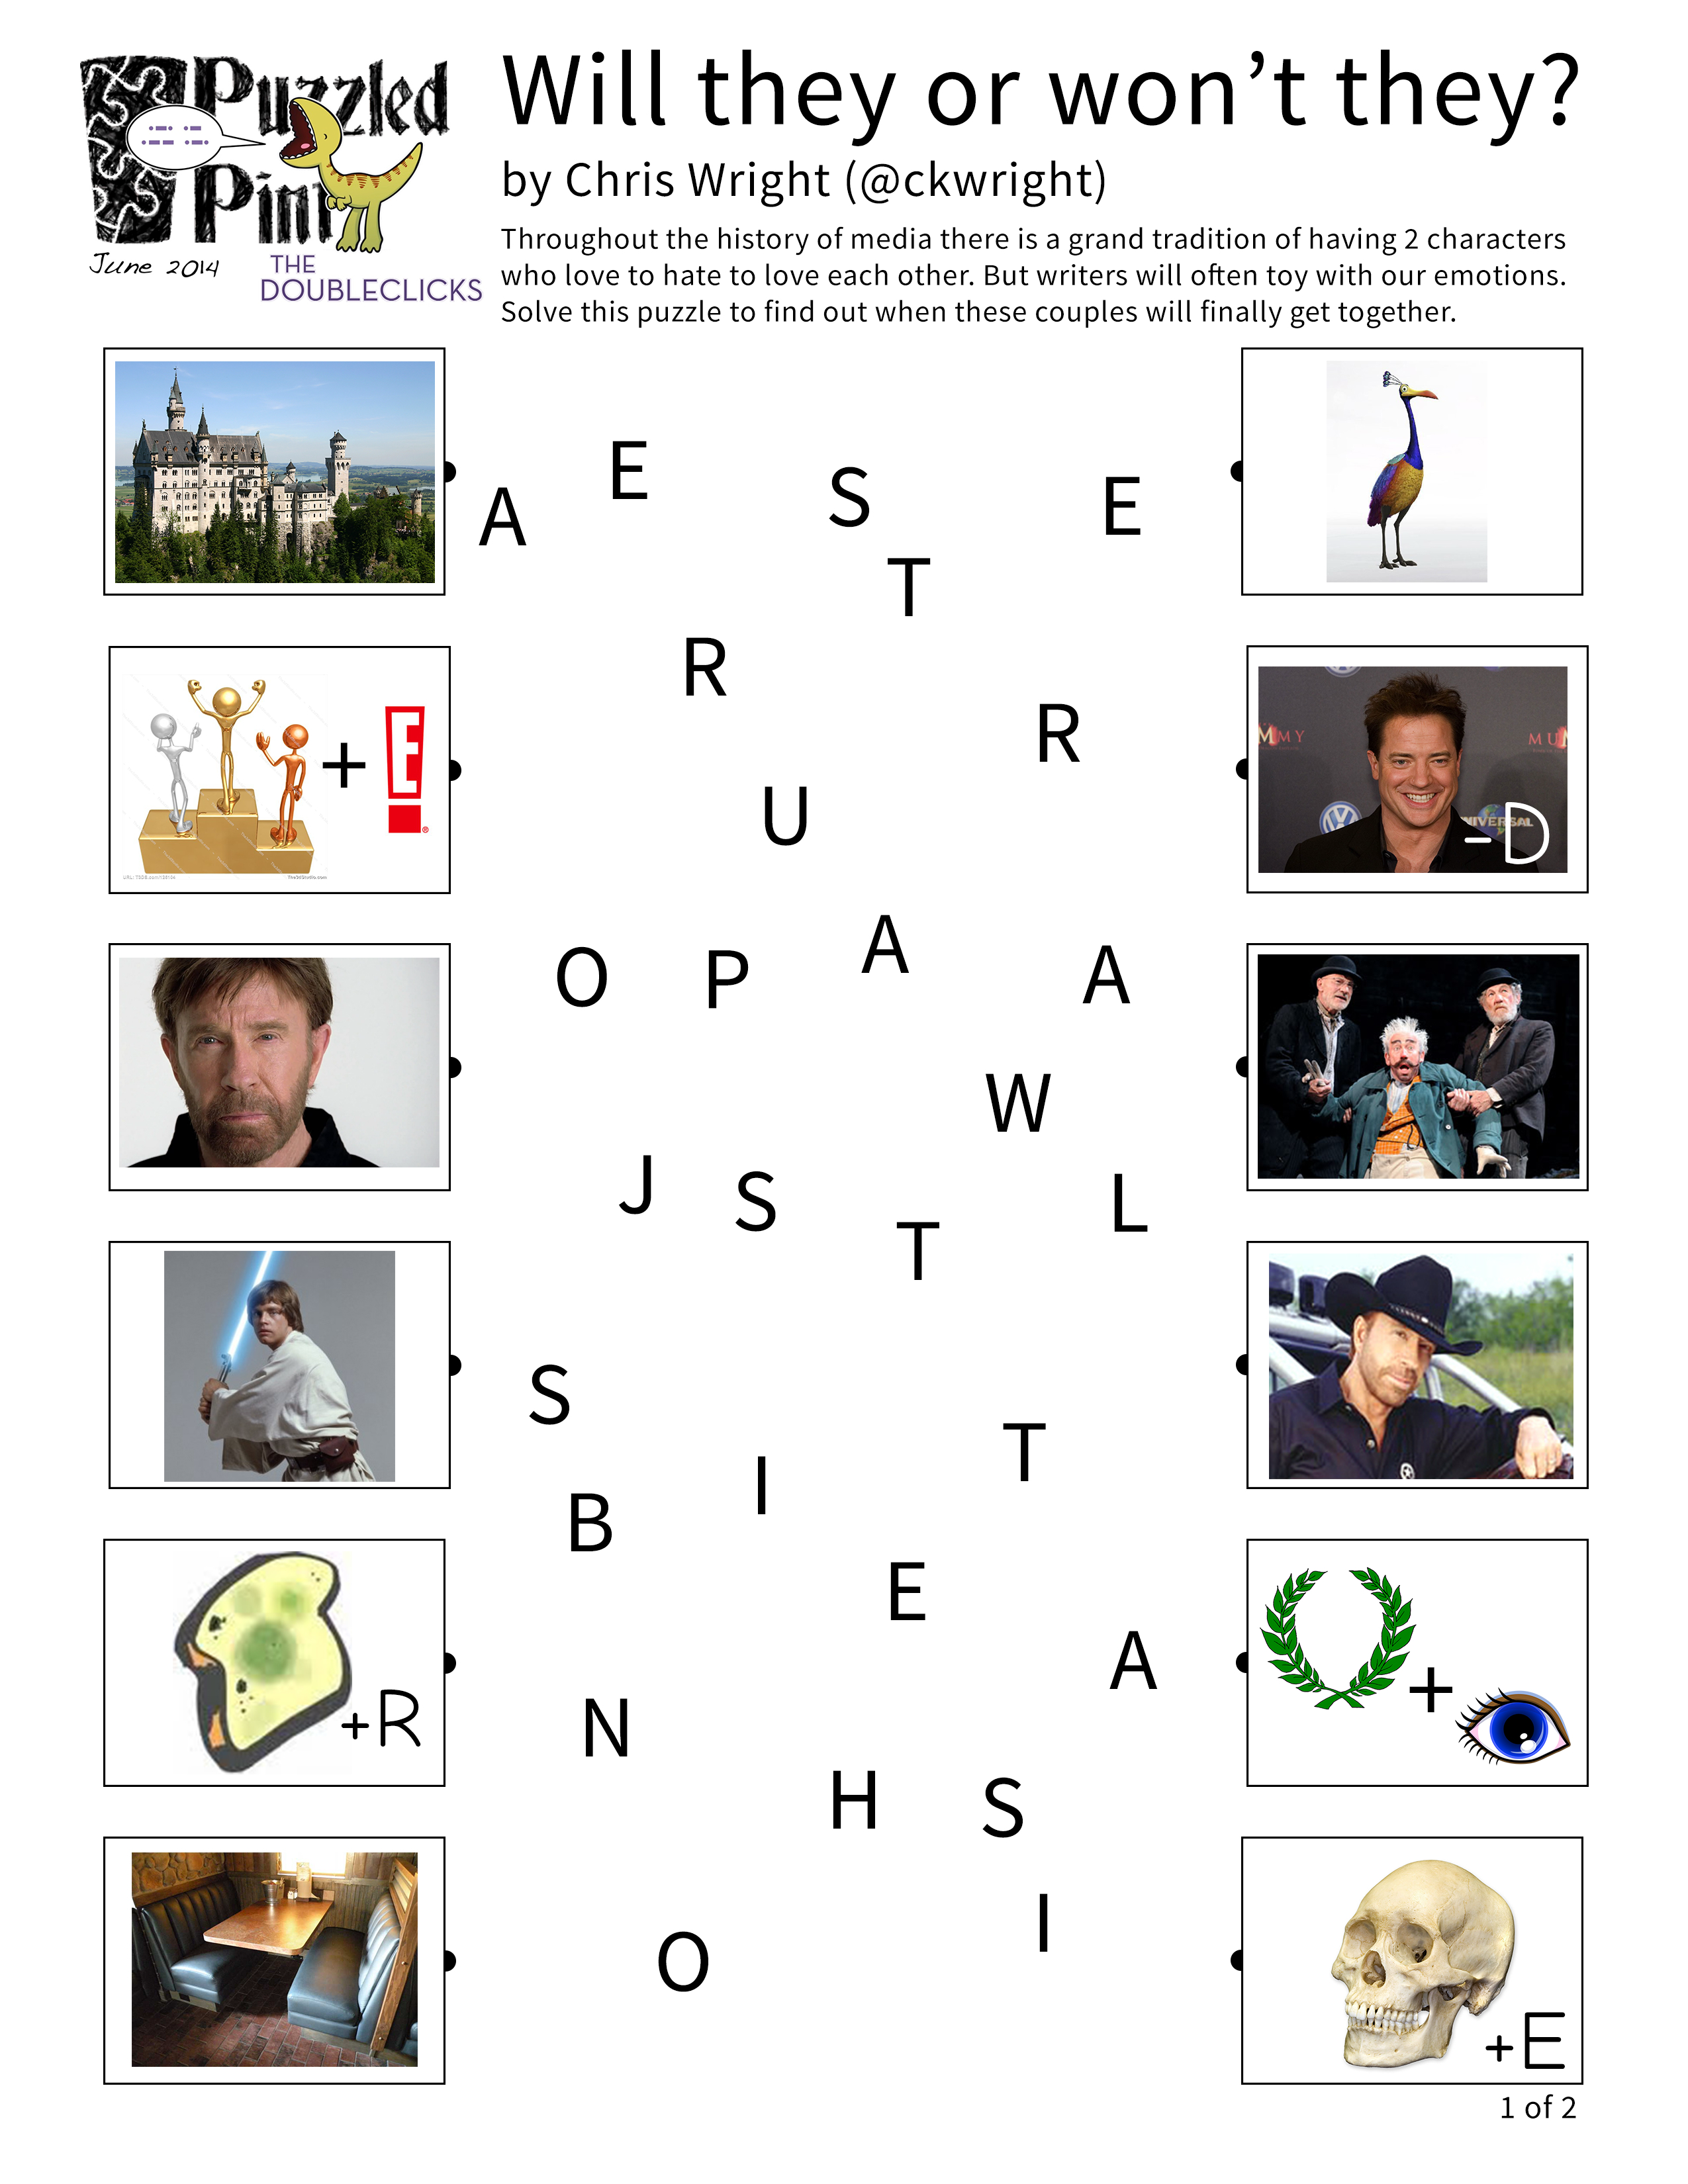 Puzzled
Pint
June 2014
THE
DOUBLECLICKS
Will they or won't they?
by Chris Wright (@ckwright)
Throughout the history of media there is a grand tradition of having 2 characters
who love to hate to love each other. But writers will often toy with our emotions.
Solve this puzzle to find out when these couples will finally get together.
E
S
E
A
T
R
R
U
+ E!
MMY
MUM
UNIVERSAL
-D
A
O
P
A
W
J
S
L
T
S
T
I
B
E
A
+R
+
N
H
S
I
O
+E
1 of 2